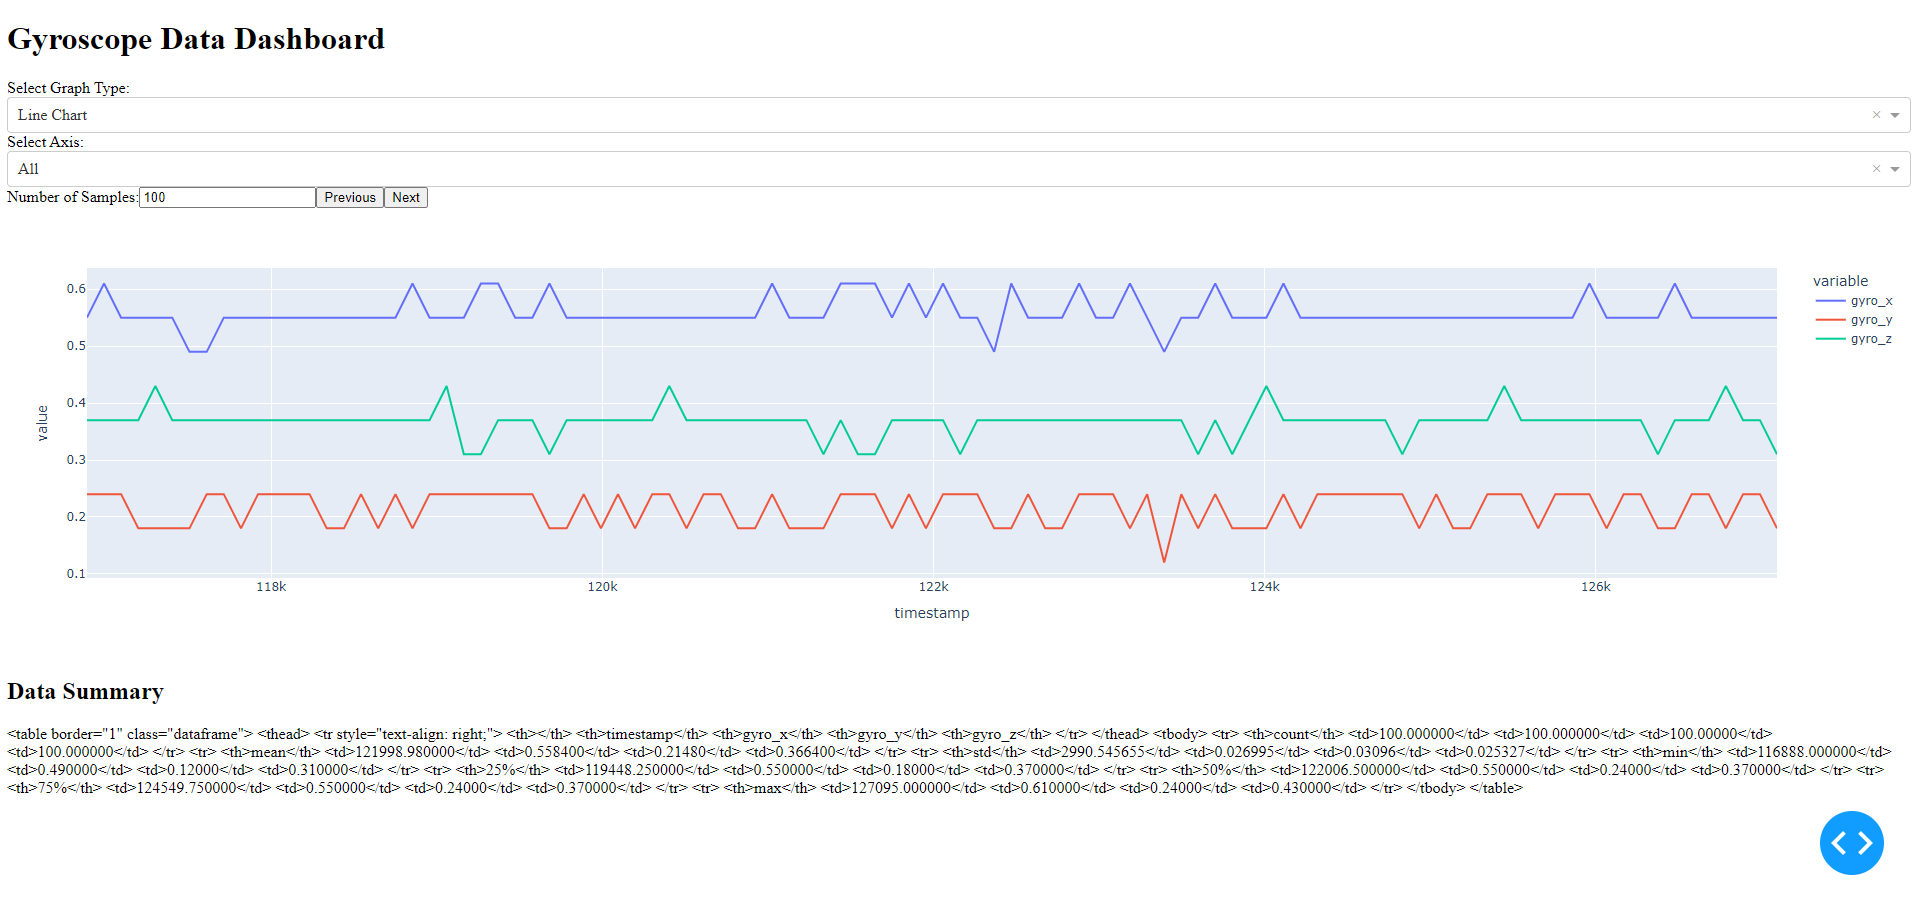 Gyroscope Data Dashboard
Select Graph Type:
Line Chart
Select Axis:
All
Number of Samples: 100 Previous Next
variable
gyro_x
gyro_y
gyro_z
0.6
0.5
0.4
0.3
0.2
0.1
value
118k 120k 122k 124k 126k
timestamp
Data Summary
<table border="1" class="dataframe"> <thead> <tr style="text-align: right;"> <th></th> <th>timestamp</th> <th>gyro_x</th> <th>gyro_y</th> <th>gyro_z</th> </tr> </thead> <tbody> <tr> <th>count</th> <td>100.000000</td> <td>100.000000</td> <td>100.00000</td>
<td>100.000000</td> </tr> <tr> <th>mean</th> <td>121998.980000</td> <td>0.558400</td> <td>0.21480</td> <td>0.366400</td> </tr> <tr> <th>std</th> <td>2990.545655</td> <td>0.026995</td> <td>0.03096</td> <td>0.025327</td> </tr> <tr> <th>min</th> <td>116888.000000</td>
<td>0.490000</td> <td>0.12000</td> <td>0.310000</td> </tr> <tr> <th>25%</th> <td>119448.250000</td> <td>0.550000</td> <td>0.18000</td> <td>0.370000</td> </tr> <tr> <th>50%</th> <td>122006.500000</td> <td>0.550000</td> <td>0.24000</td> <td>0.370000</td> </tr> <tr>
<th>75%</th> <td>124549.750000</td> <td>0.550000</td> <td>0.24000</td> <td>0.370000</td> </tr> <tr> <th>max</th> <td>127095.000000</td> <td>0.610000</td> <td>0.24000</td> <td>0.430000</td> </tr> </tbody> </table>